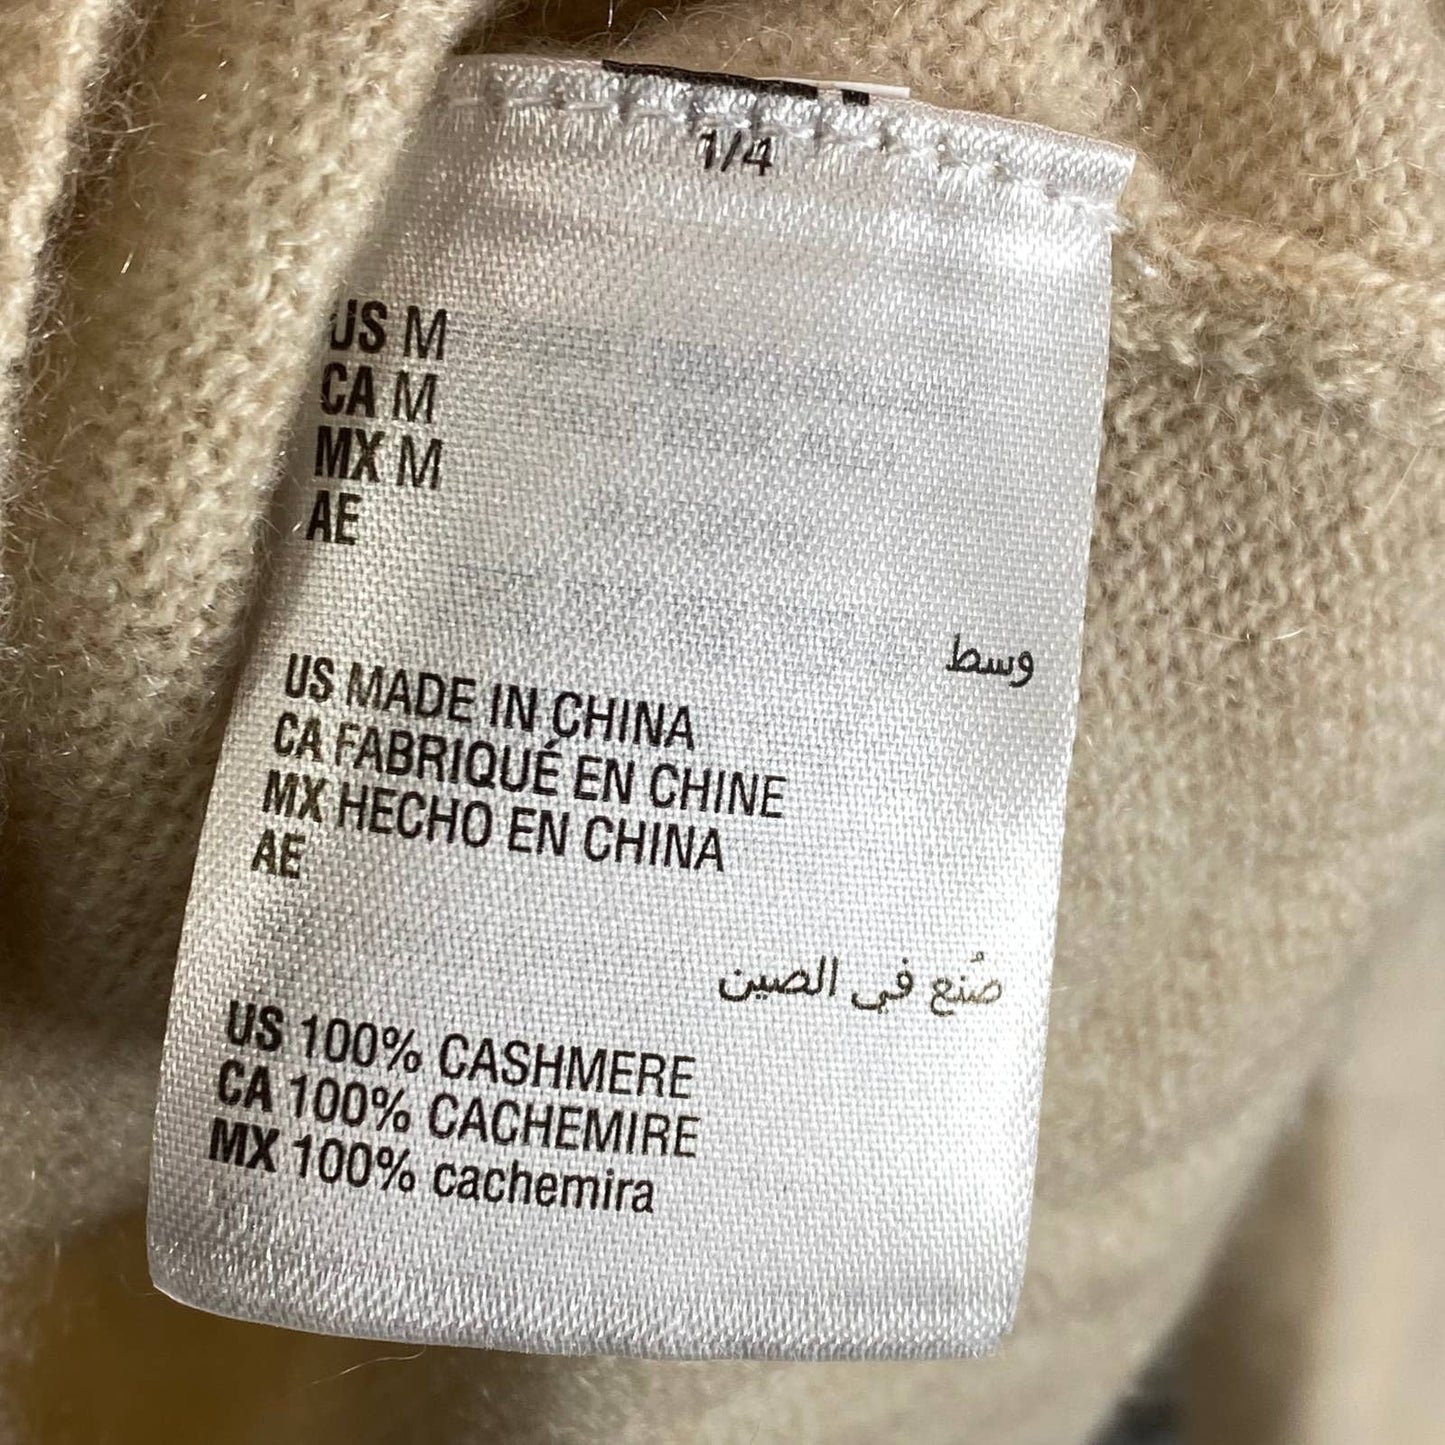 1/4
US M
CA M
MX M
AE
وسط
US MADE IN CHINA
CA FABRIQUÉ EN CHINE
MX HECHO EN CHINA
AE
صُنع في الصين
US 100% CASHMERE
CA 100% CACHEMIRE
MX 100% cachemira